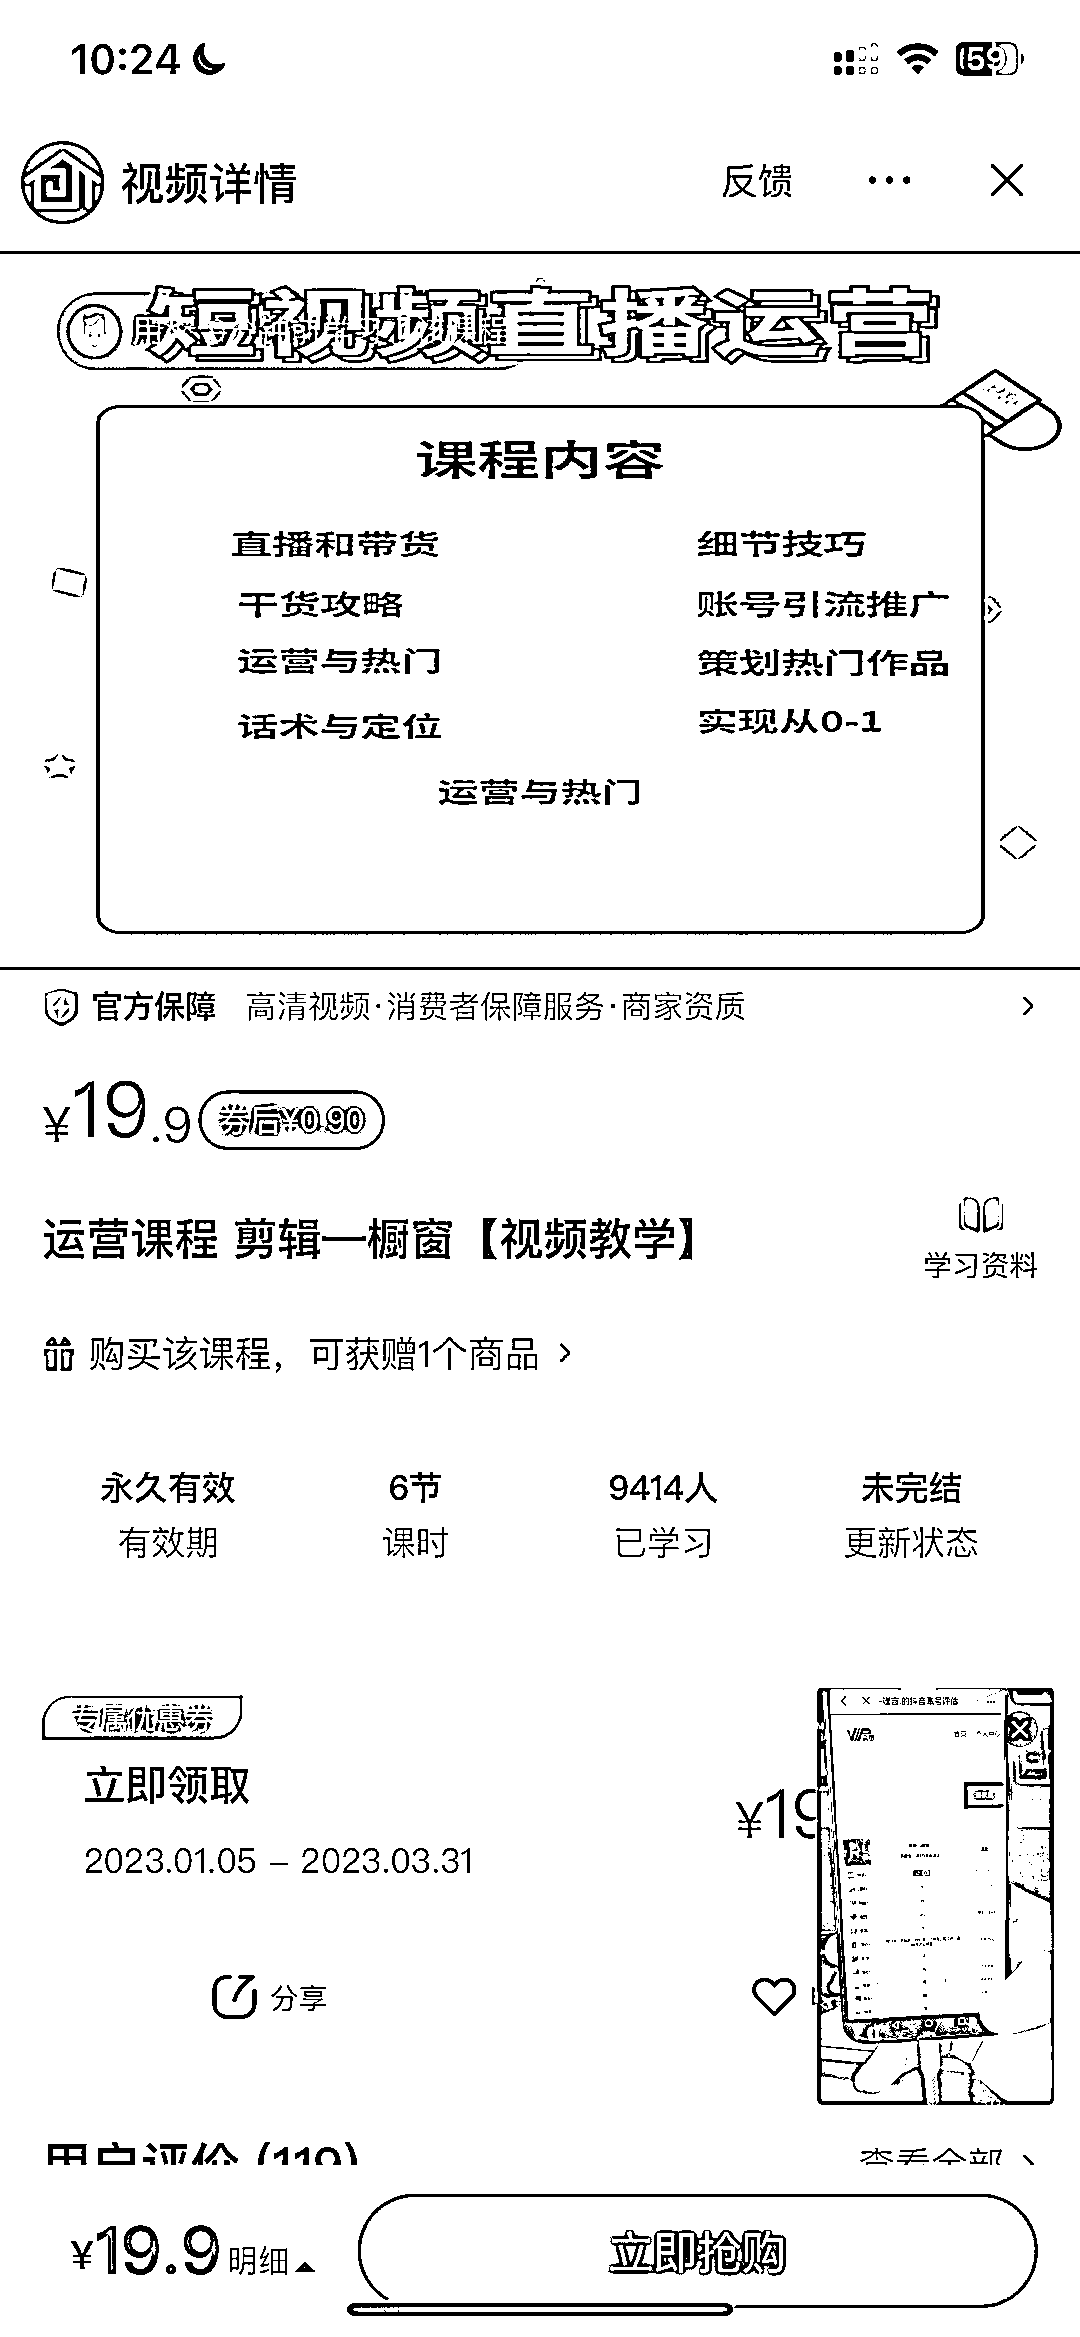 10:24
59
视频详情
反馈
短视频直播运营
课程内容
直播和带货
细节技巧
干货攻略
账号引流推广
运营与热门
策划热门作品
话术与定位
实现从0-1
运营与热门
官方保障 高清视频·消费者保障服务·商家资质
¥19.9 券后¥0.90
运营课程 剪辑—橱窗【视频教学】
学习资料
购买该课程，可获赠1个商品
永久有效 6节 9414人 未完结
有效期 课时 已学习 更新状态
专属优惠券
立即领取
¥19
2023.01.05 – 2023.03.31
分享
用户评价 (119)
查看全部
¥19.9 明细
立即抢购